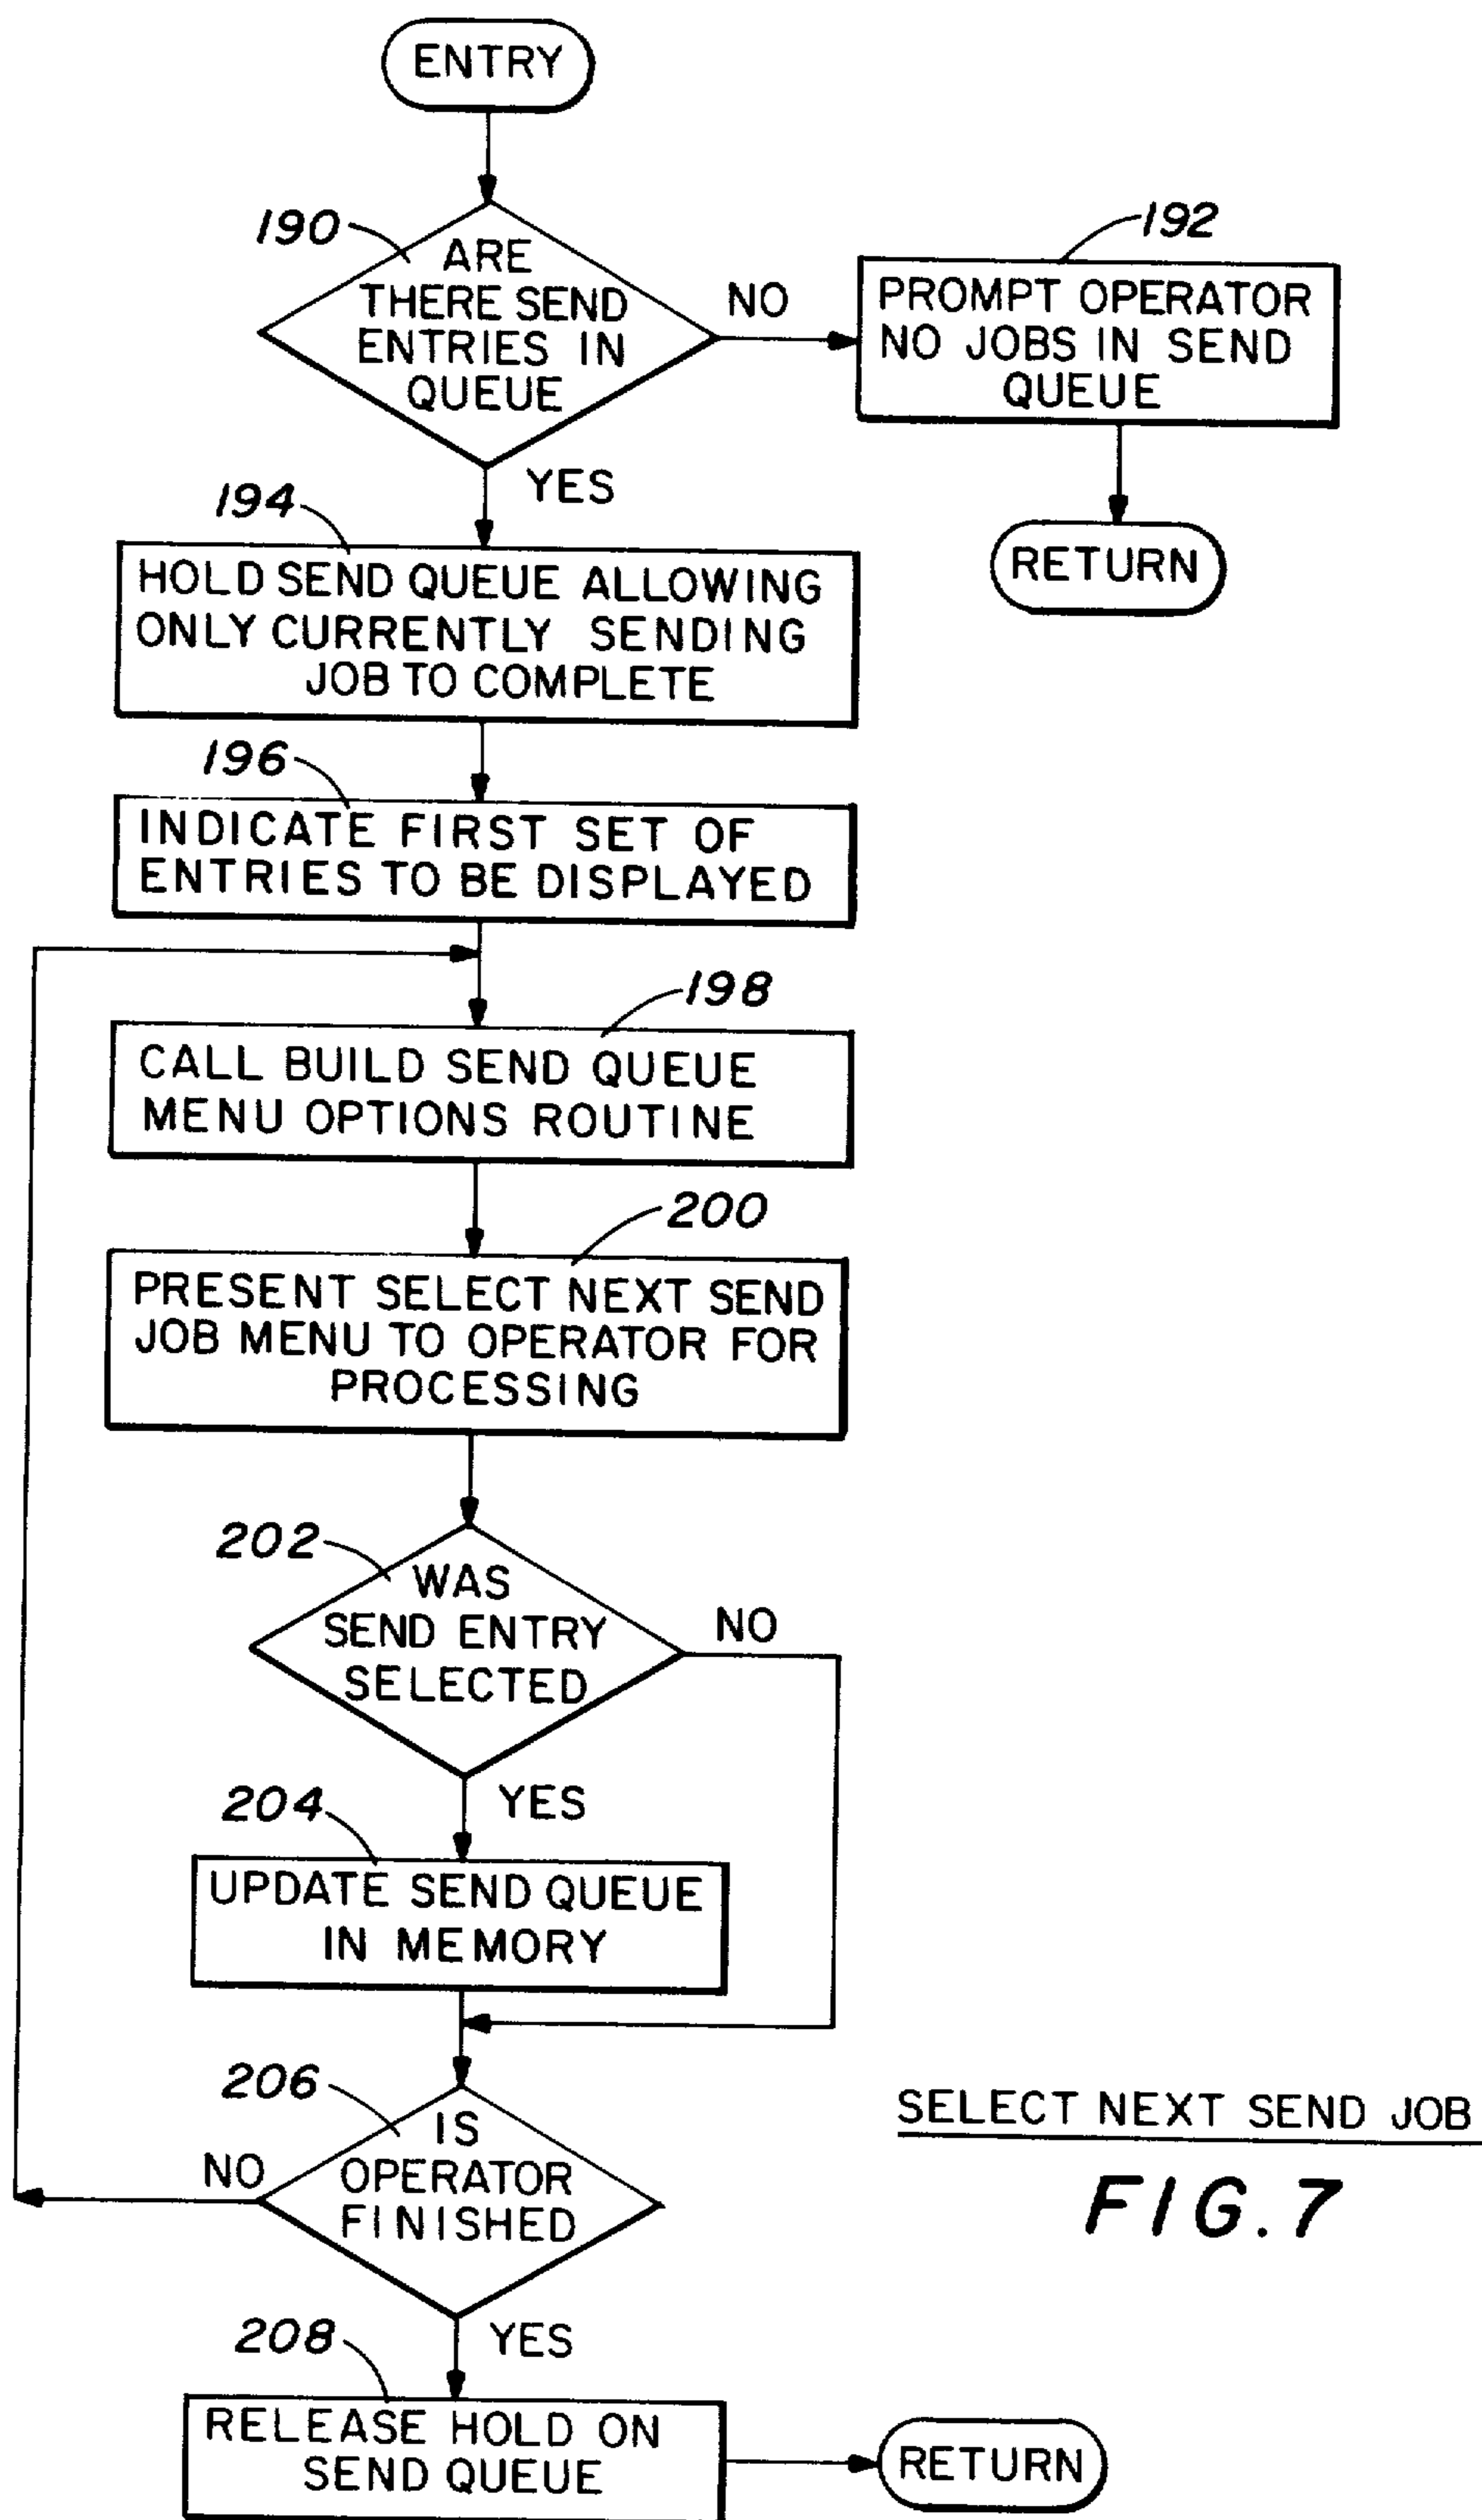 ENTRY
190
ARE
THERE SEND
ENTRIES IN
QUEUE
NO
192
PROMPT OPERATOR
NO JOBS IN SEND
QUEUE
RETURN
YES
194
HOLD SEND QUEUE ALLOWING
ONLY CURRENTLY SENDING
JOB TO COMPLETE
196
INDICATE FIRST SET OF
ENTRIES TO BE DISPLAYED
198
CALL BUILD SEND QUEUE
MENU OPTIONS ROUTINE
200
PRESENT SELECT NEXT SEND
JOB MENU TO OPERATOR FOR
PROCESSING
202
WAS
SEND ENTRY
SELECTED
NO
YES
204
UPDATE SEND QUEUE
IN MEMORY
206
IS
OPERATOR
FINISHED
NO
YES
208
RELEASE HOLD ON
SEND QUEUE
RETURN
SELECT NEXT SEND JOB
FIG. 7